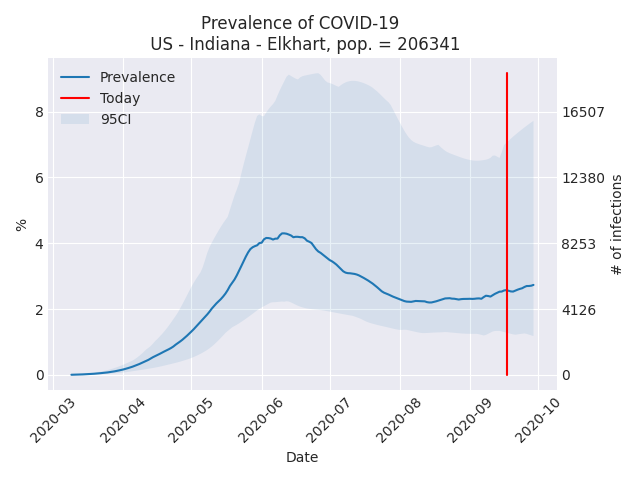 Prevalence of COVID-19
US - Indiana - Elkhart, pop. = 206341
Prevalence
Today
95CI
8
6
4
2
0
%
16507
12380
8253
4126
0
# of infections
2020-03
2020-04
2020-05
2020-06
2020-07
2020-08
2020-09
2020-10
Date